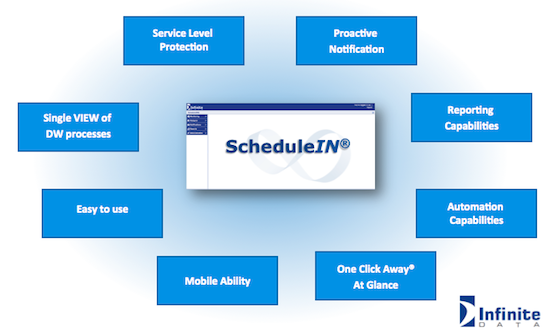 Service Level
Protection
Proactive
Notification
Single VIEW of
DW processes
ScheduleIN®
Reporting
Capabilities
Easy to use
Automation
Capabilities
Mobile Ability
One Click Away®
At Glance
Infinite
DATA